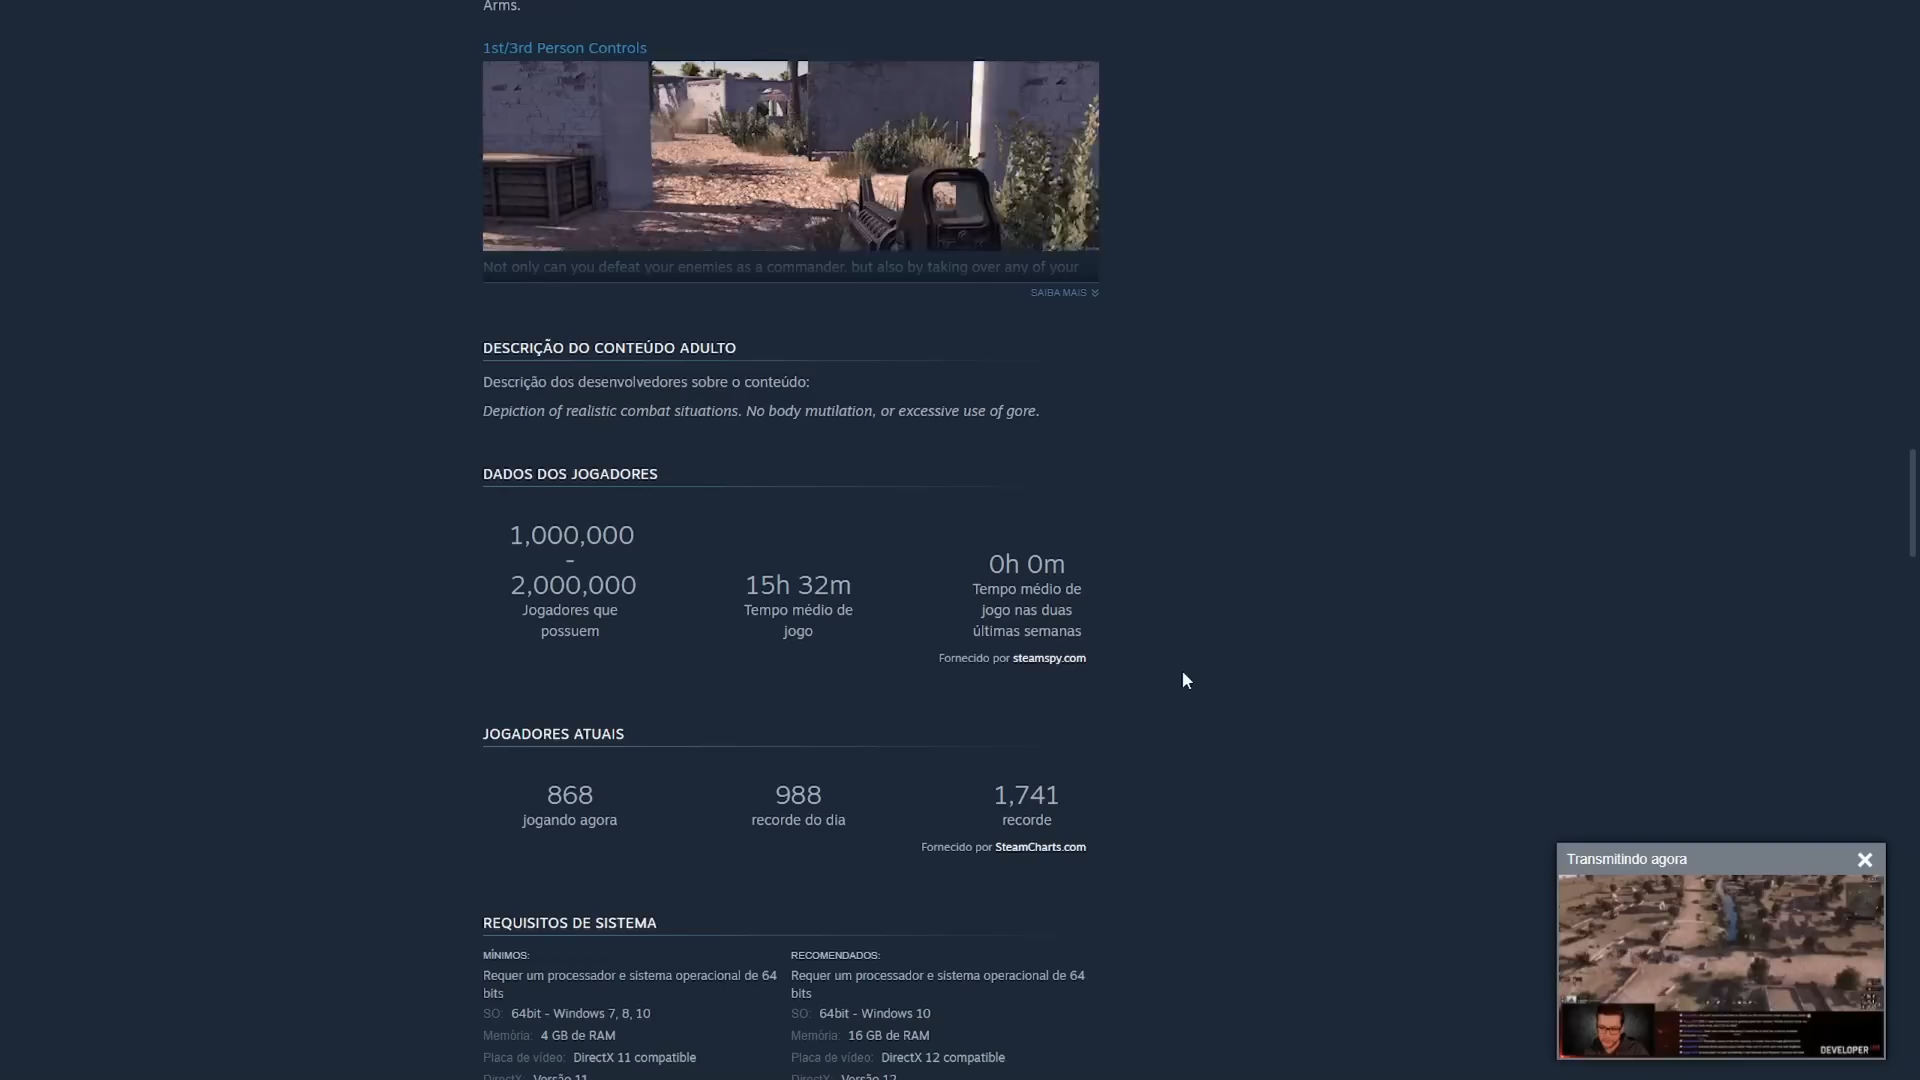 Arms.
1st/3rd Person Controls
Not only can you defeat your enemies as a commander, but also by taking over any of your
SAIBA MAIS
DESCRIÇÃO DO CONTEÚDO ADULTO
Descrição dos desenvolvedores sobre o conteúdo:
Depiction of realistic combat situations. No body mutilation, or excessive use of gore.
DADOS DOS JOGADORES
1,000,000
-
2,000,000
Jogadores que
possuem
15h 32m
Tempo médio de
jogo
0h 0m
Tempo médio de
jogo nas duas
últimas semanas
Fornecido por steamspy.com
JOGADORES ATUAIS
868
jogando agora
988
recorde do dia
1,741
recorde
Fornecido por SteamCharts.com
REQUISITOS DE SISTEMA
MÍNIMOS:
Requer um processador e sistema operacional de 64
bits
SO: 64bit - Windows 7, 8, 10
Memória: 4 GB de RAM
Placa de vídeo: DirectX 11 compatible
DirectX: Versão 11
RECOMENDADOS:
Requer um processador e sistema operacional de 64
bits
SO: 64bit - Windows 10
Memória: 16 GB de RAM
Placa de vídeo: DirectX 12 compatible
DirectX: Versão 12
Transmitindo agora
DEVELOPER